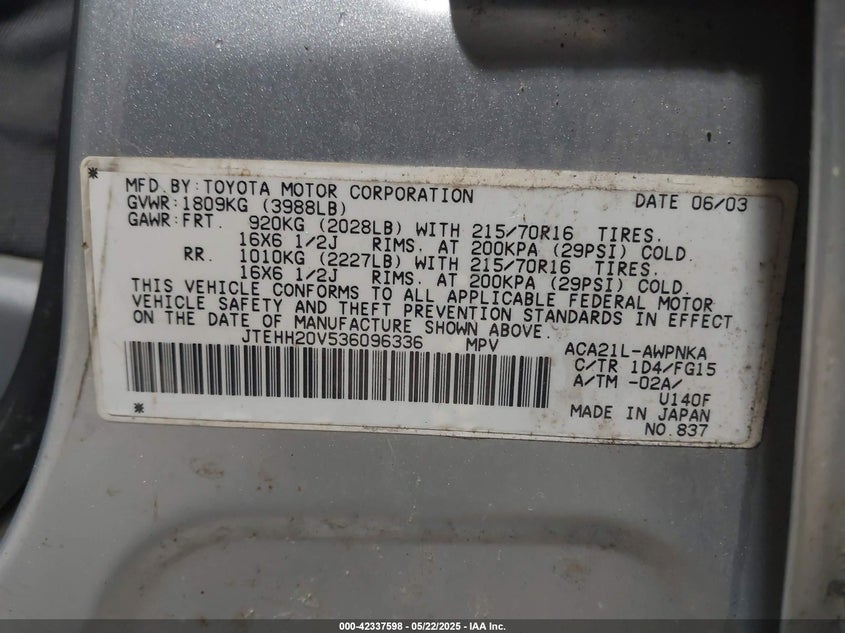 MFD.BY:TOYOTA MOTOR CORPORATION DATE 06/03
GVWR:1809KG (3988LB)
GAWR:FRT. 920KG (2028LB) WITH 215/70R16 TIRES.
16X6 1/2J RIMS. AT 200KPA (29PSI) COLD.
RR. 1010KG (2227LB) WITH 215/70R16 TIRES.
16X6 1/2J RIMS. AT 200KPA (29PSI) COLD.
THIS VEHICLE CONFORMS TO ALL APPLICABLE FEDERAL MOTOR
VEHICLE SAFETY AND THEFT PREVENTION STANDARDS IN EFFECT
ON THE DATE OF MANUFACTURE SHOWN ABOVE.
JTEHH20V536096336 MPV ACA21L-AWPNKA
C/TR 1D4/FG15
A/TM -02A/
U140F
MADE IN JAPAN
NO.837
000-42337598 - 05/22/2025 - IAA Inc.